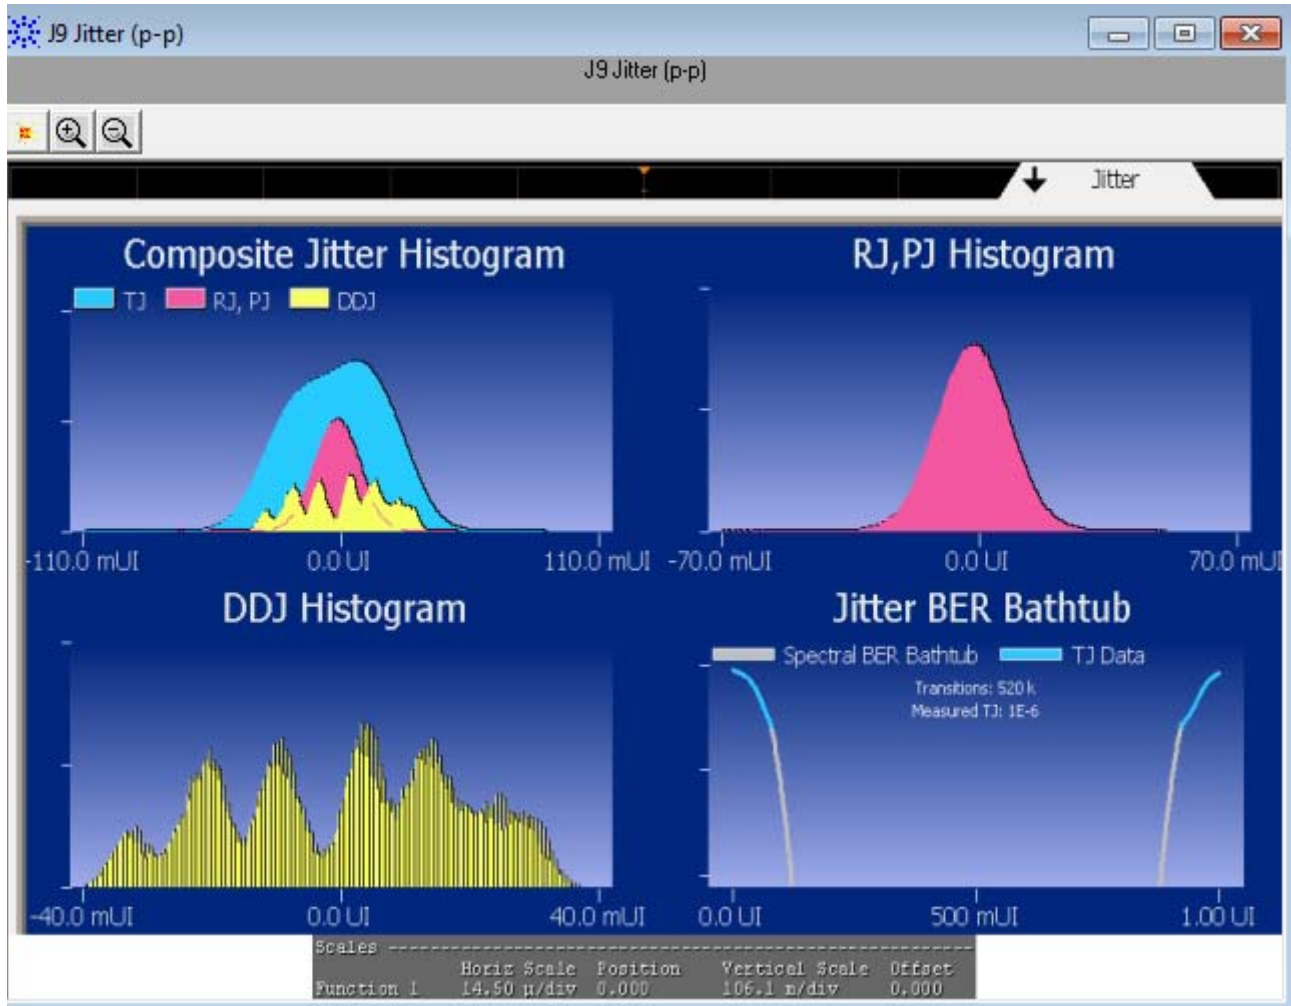 J9 Jitter (p-p)
J9 Jitter (p-p)
Jitter
Composite Jitter Histogram
TJ RJ, PJ DDJ
-110.0 mUI 0.0 UI 110.0 mUI
RJ,PJ Histogram
-70.0 mUI 0.0 UI 70.0 mUI
DDJ Histogram
-40.0 mUI 0.0 UI 40.0 mUI
Jitter BER Bathtub
Spectral BER Bathtub TJ Data
Transitions: 520 k
Measured TJ: 1E-6
0.0 UI 500 mUI 1.00 UI
Scales
Horiz Scale Position Vertical Scale Offset
Function 1 14.50 µ/div 0.000 106.1 m/div 0.000